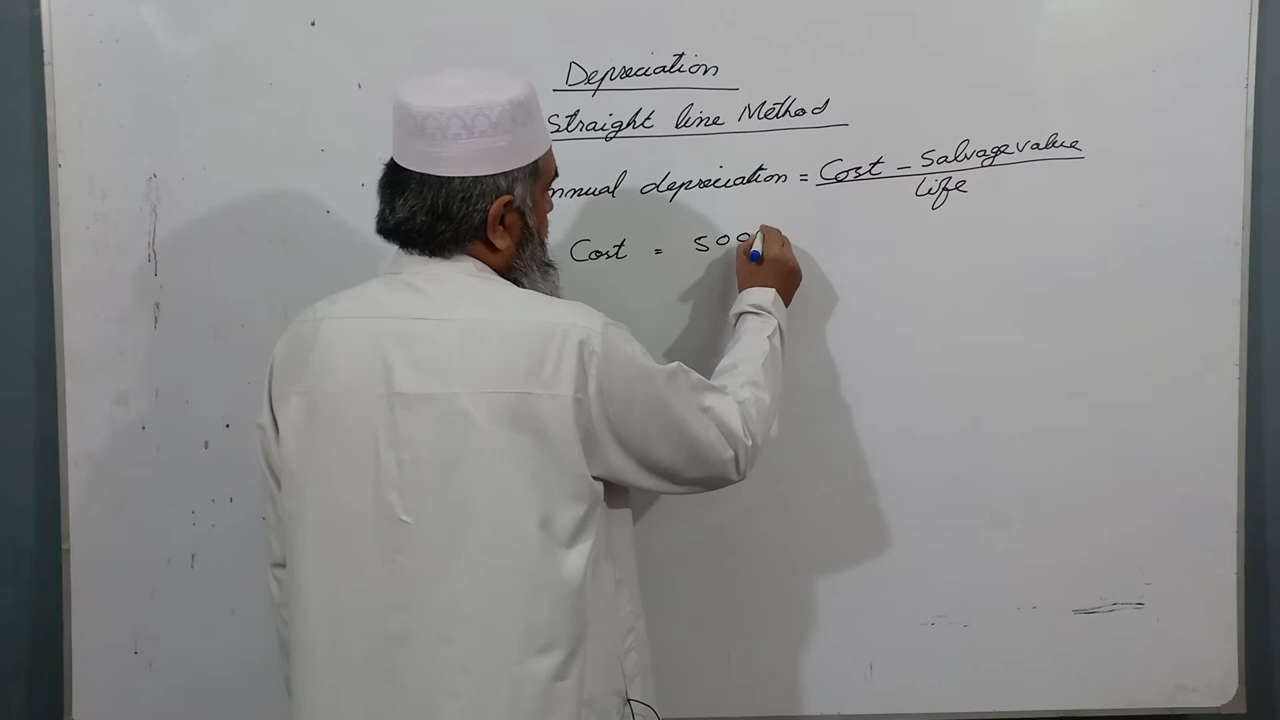 Depreciation
Straight line Method
nnual depreciation = Cost - Salvage value
Life
Cost = 500